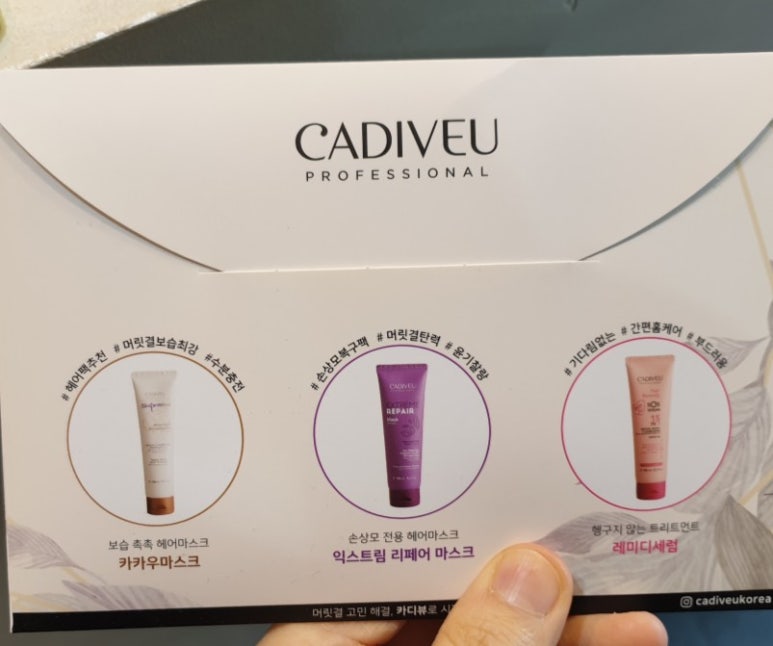 CADIVEU
PROFESSIONAL
#헤어팩추천 #머릿결보습최강 #수분충전
#손상모복구팩 #머릿결탄력 #윤기찰랑
#기다림없는 #간편홈케어 #부드러움
CADIVEU
REPAIR
CADIVEU
보습 촉촉 헤어마스크
카카우마스크
손상모 전용 헤어마스크
익스트림 리페어 마스크
헹구지 않는 트리트먼트
레미디세럼
머릿결 고민 해결, 카디뷰로 시
cadiveukorea